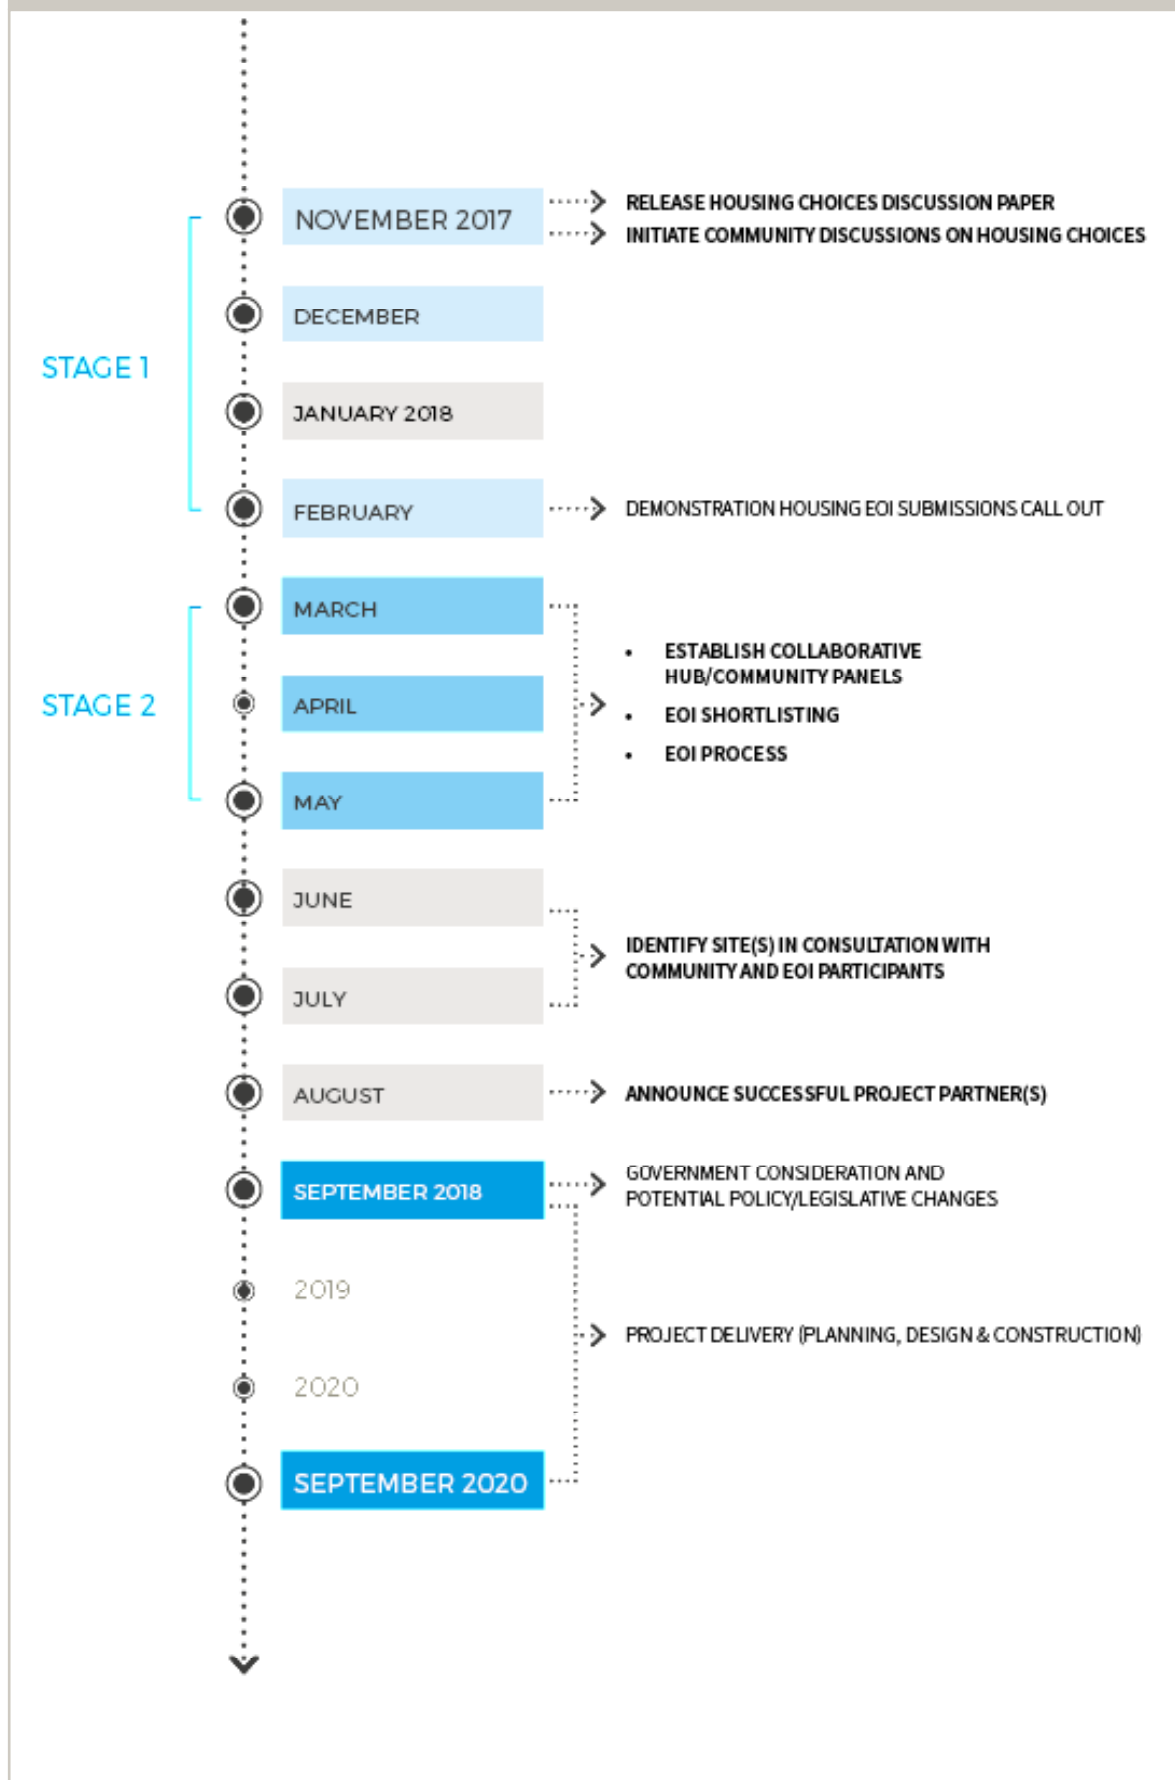 NOVEMBER 2017
RELEASE HOUSING CHOICES DISCUSSION PAPER
INITIATE COMMUNITY DISCUSSIONS ON HOUSING CHOICES
DECEMBER
STAGE 1
JANUARY 2018
FEBRUARY
DEMONSTRATION HOUSING EOI SUBMISSIONS CALL OUT
MARCH
• ESTABLISH COLLABORATIVE
HUB/COMMUNITY PANELS
STAGE 2
APRIL
• EOI SHORTLISTING
• EOI PROCESS
MAY
JUNE
IDENTIFY SITE(S) IN CONSULTATION WITH
COMMUNITY AND EOI PARTICIPANTS
JULY
AUGUST
ANNOUNCE SUCCESSFUL PROJECT PARTNER(S)
SEPTEMBER 2018
GOVERNMENT CONSIDERATION AND
POTENTIAL POLICY/LEGISLATIVE CHANGES
2019
PROJECT DELIVERY (PLANNING, DESIGN & CONSTRUCTION)
2020
SEPTEMBER 2020